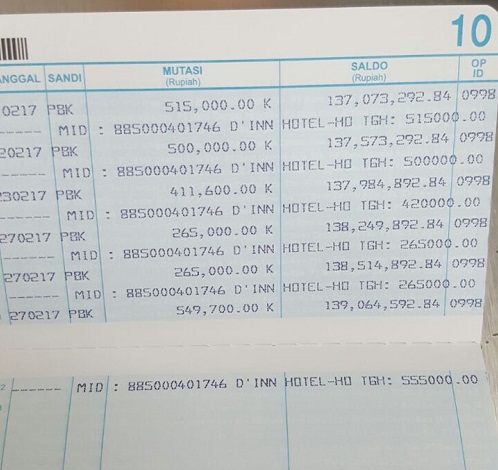 10
ANGGAL SANDI MUTASI (Rupiah) SALDO (Rupiah) OP ID
0217 PBK 515,000.00 K 137,073,292.84 0998
------ MID : 885000401746 D'INN HOTEL-HO TGH: 515000.00
20217 PBK 500,000.00 K 137,573,292.84 0998
------ MID : 885000401746 D'INN HOTEL-HO TGH: 500000.00
230217 PBK 411,600.00 K 137,984,892.84 0998
------ MID : 885000401746 D'INN HOTEL-HO TGH: 420000.00
270217 PBK 265,000.00 K 138,249,892.84 0998
------ MID : 885000401746 D'INN HOTEL-HO TGH: 265000.00
270217 PBK 265,000.00 K 138,514,892.84 0998
------ MID : 885000401746 D'INN HOTEL-HO TGH: 265000.00
270217 PBK 549,700.00 K 139,064,592.84 0998
------ MID : 885000401746 D'INN HOTEL-HO TGH: 555000.00